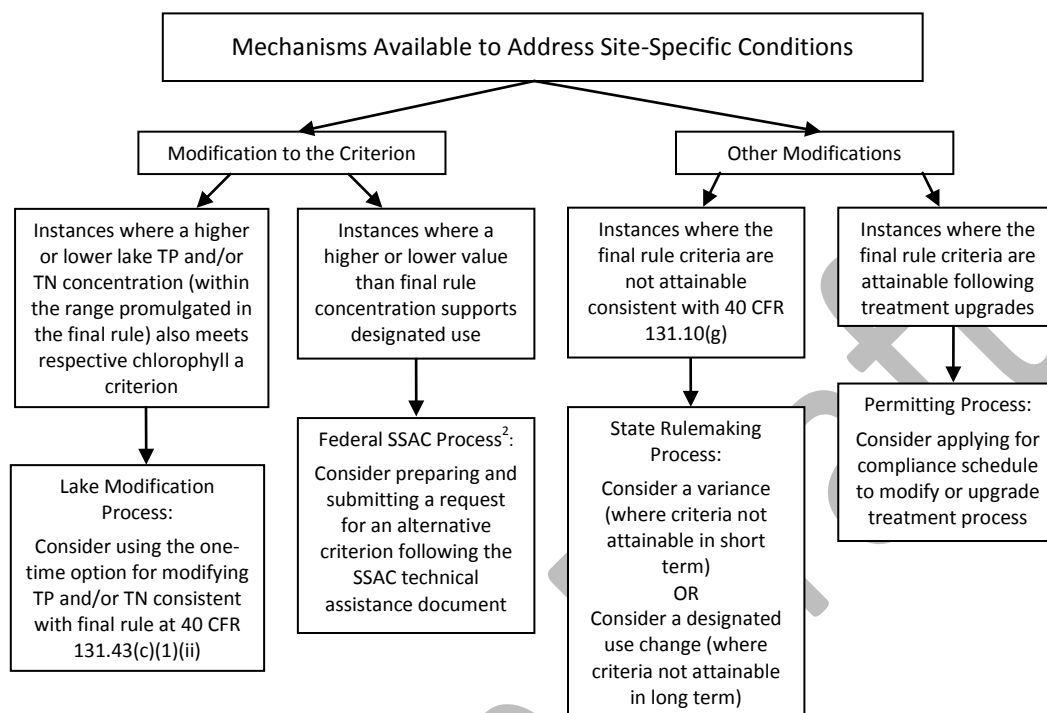 Mechanisms Available to Address Site-Specific Conditions
Modification to the Criterion
Other Modifications
Instances where a higher
or lower lake TP and/or
TN concentration (within
the range promulgated in
the final rule) also meets
respective chlorophyll a
criterion
Instances where a
higher or lower value
than final rule
concentration supports
designated use
Instances where the
final rule criteria are
not attainable
consistent with 40 CFR
131.10(g)
Instances where the
final rule criteria are
attainable following
treatment upgrades
Lake Modification
Process:
Consider using the one-
time option for modifying
TP and/or TN consistent
with final rule at 40 CFR
131.43(c)(1)(ii)
Federal SSAC Process²:
Consider preparing and
submitting a request
for an alternative
criterion following the
SSAC technical
assistance document
State Rulemaking
Process:
Consider a variance
(where criteria not
attainable in short
term)
OR
Consider a designated
use change (where
criteria not attainable
in long term)
Permitting Process:
Consider applying for
compliance schedule
to modify or upgrade
treatment process